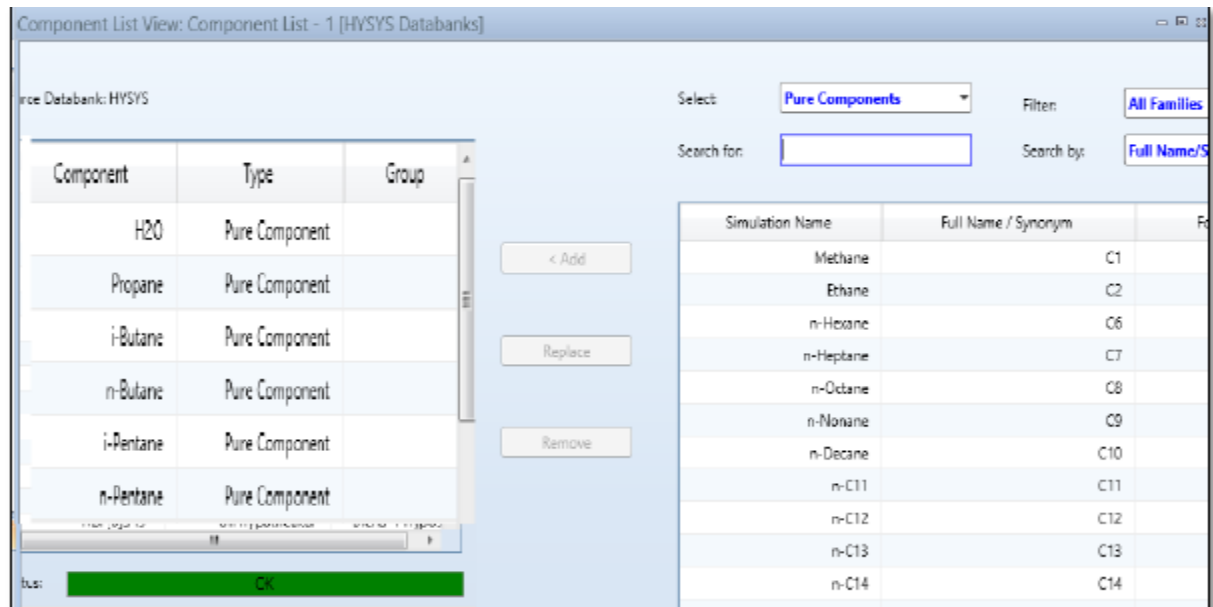 Component List View: Component List - 1 [HYSYS Databanks]
rce Databank: HYSYS
Select: Pure Components Filter: All Families
Search for: Search by: Full Name/S
Component Type Group
Simulation Name Full Name / Synonym Fo
H2O Pure Component
Propane Pure Component
i-Butane Pure Component
n-Butane Pure Component
i-Pentane Pure Component
n-Pentane Pure Component
< Add
Replace
Remove
Methane C1
Ethane C2
n-Hexane C6
n-Heptane C7
n-Octane C8
n-Nonane C9
n-Decane C10
n-C11 C11
n-C12 C12
n-C13 C13
n-C14 C14
tus: OK